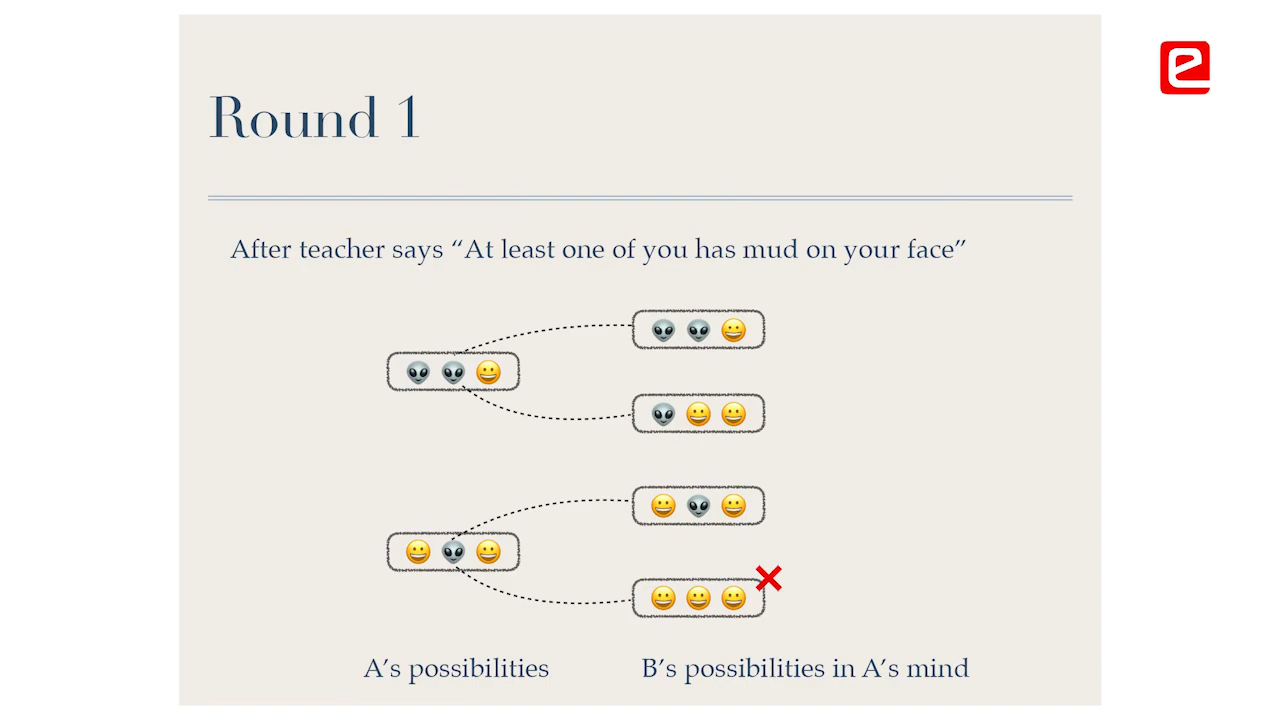 Round 1
After teacher says “At least one of you has mud on your face”
A’s possibilities
B’s possibilities in A’s mind